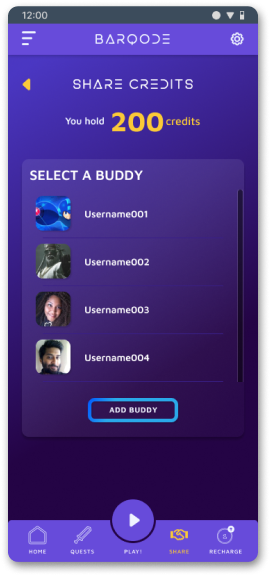 12:00
BARQODE
SHARE CREDITS
You hold 200 credits
SELECT A BUDDY
Username001
Username002
Username003
Username004
ADD BUDDY
HOME QUESTS PLAY! SHARE RECHARGE